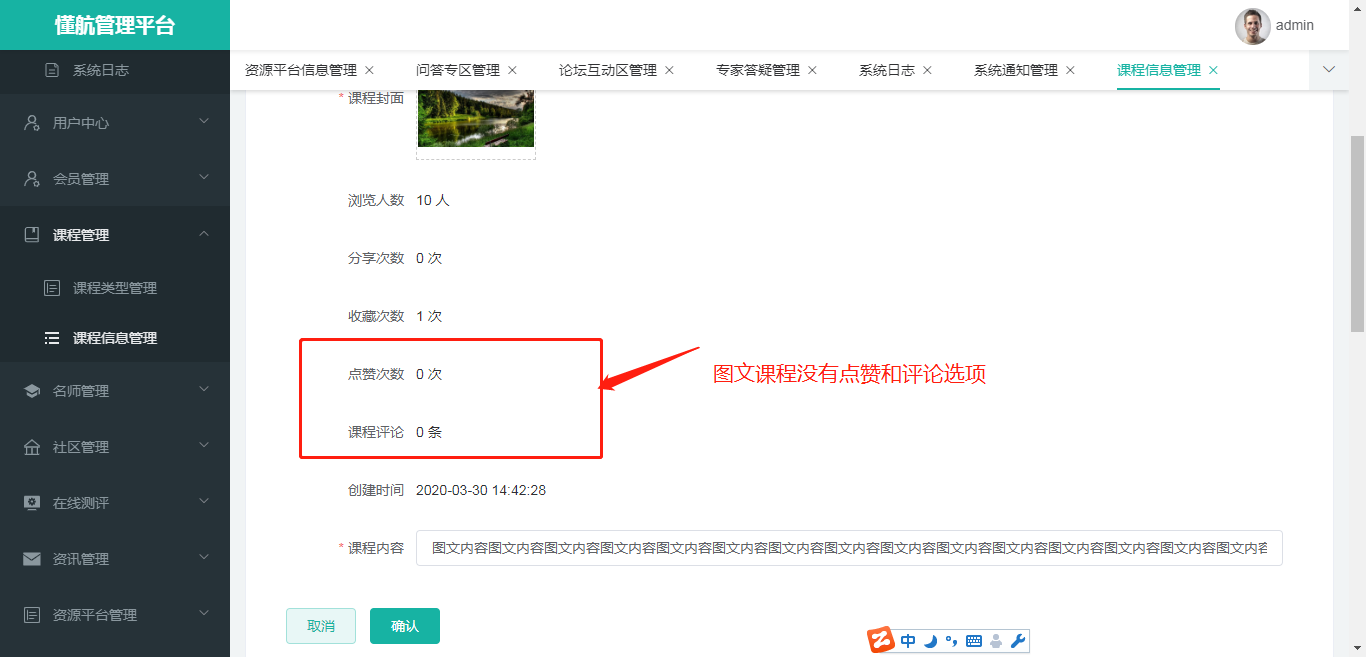 懂航管理平台
admin
系统日志
用户中心
会员管理
课程管理
课程类型管理
课程信息管理
名师管理
社区管理
在线测评
资讯管理
资源平台管理
资源平台信息管理
问答专区管理
论坛互动区管理
专家答疑管理
系统日志
系统通知管理
课程信息管理
* 课程封面
浏览人数 10 人
分享次数 0 次
收藏次数 1 次
点赞次数 0 次
图文课程没有点赞和评论选项
课程评论 0 条
创建时间 2020-03-30 14:42:28
* 课程内容 图文内容图文内容图文内容图文内容图文内容图文内容图文内容图文内容图文内容图文内容图文内容图文内容图文内容图文内容图文内容
取消 确认
中